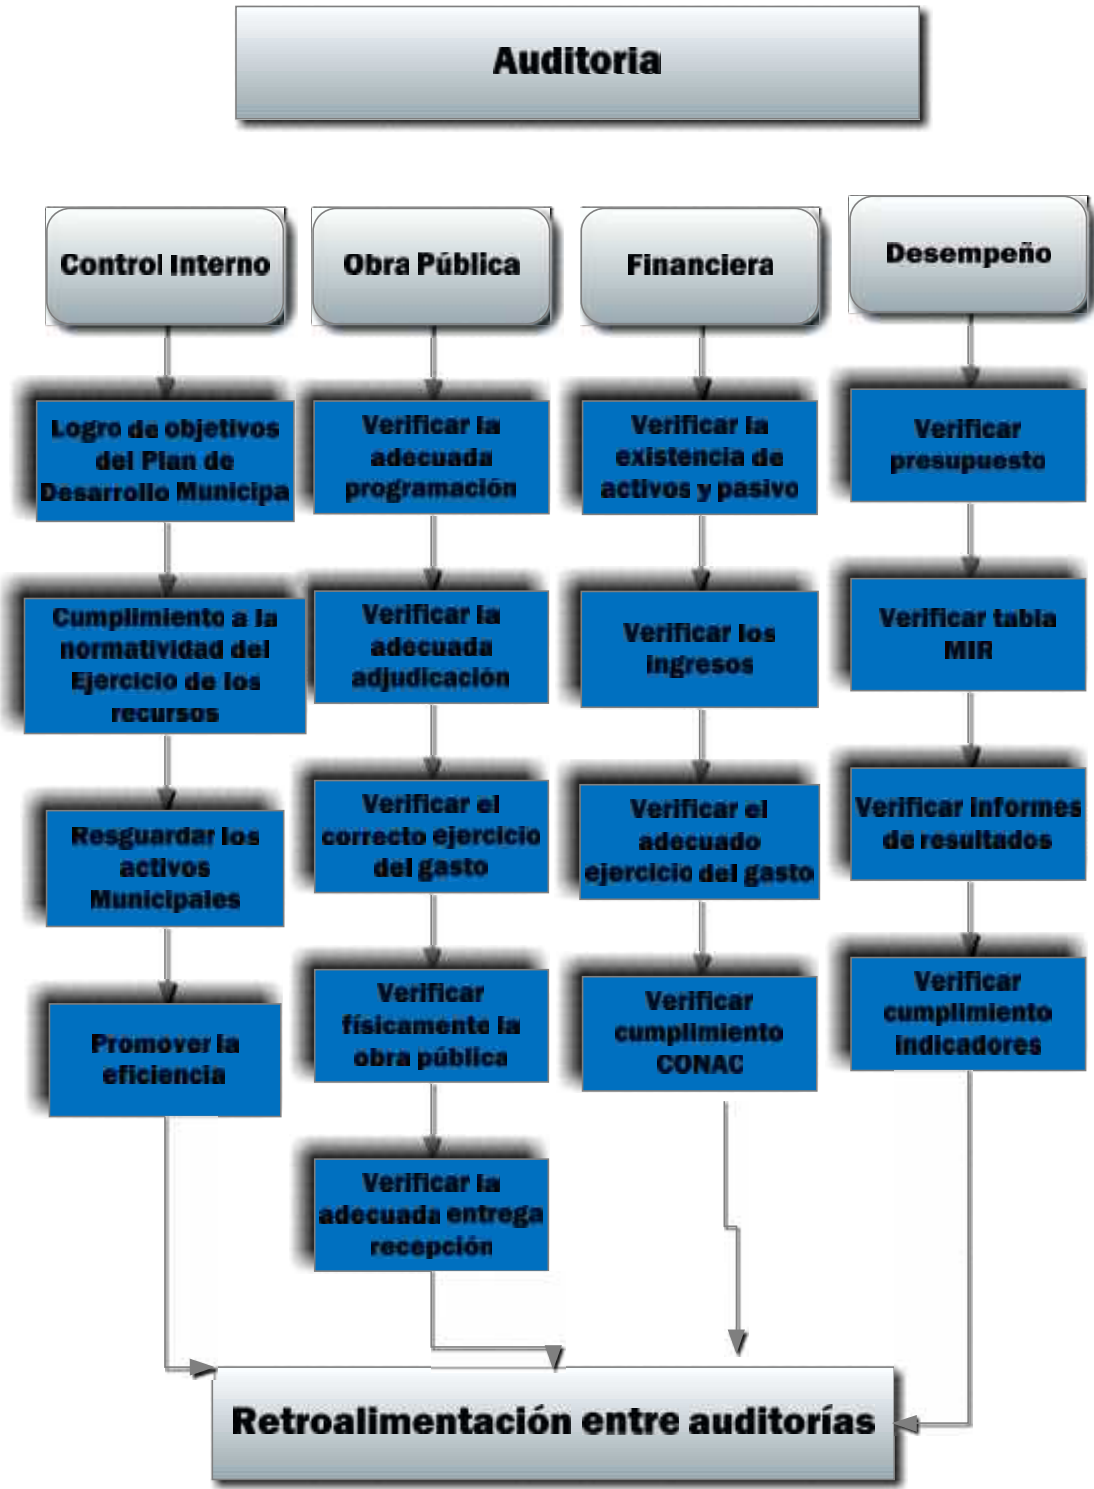 Auditoria
Control Interno
Logro de objetivos
del Plan de
Desarrollo Municipa
Cumplimiento a la
normatividad del
Ejercicio de los
recursos
Resguardar los
activos
Municipales
Promover la
eficiencia
Obra Pública
Verificar la
adecuada
programación
Verificar la
adecuada
adjudicación
Verificar el
correcto ejercicio
del gasto
Verificar
físicamente la
obra pública
Verificar la
adecuada entrega
recepción
Financiera
Verificar la
existencia de
activos y pasivo
Verificar los
ingresos
Verificar el
adecuado
ejercicio del gasto
Verificar
cumplimiento
CONAC
Desempeño
Verificar
presupuesto
Verificar tabla
MIR
Verificar informes
de resultados
Verificar
cumplimiento
indicadores
Retroalimentación entre auditorías